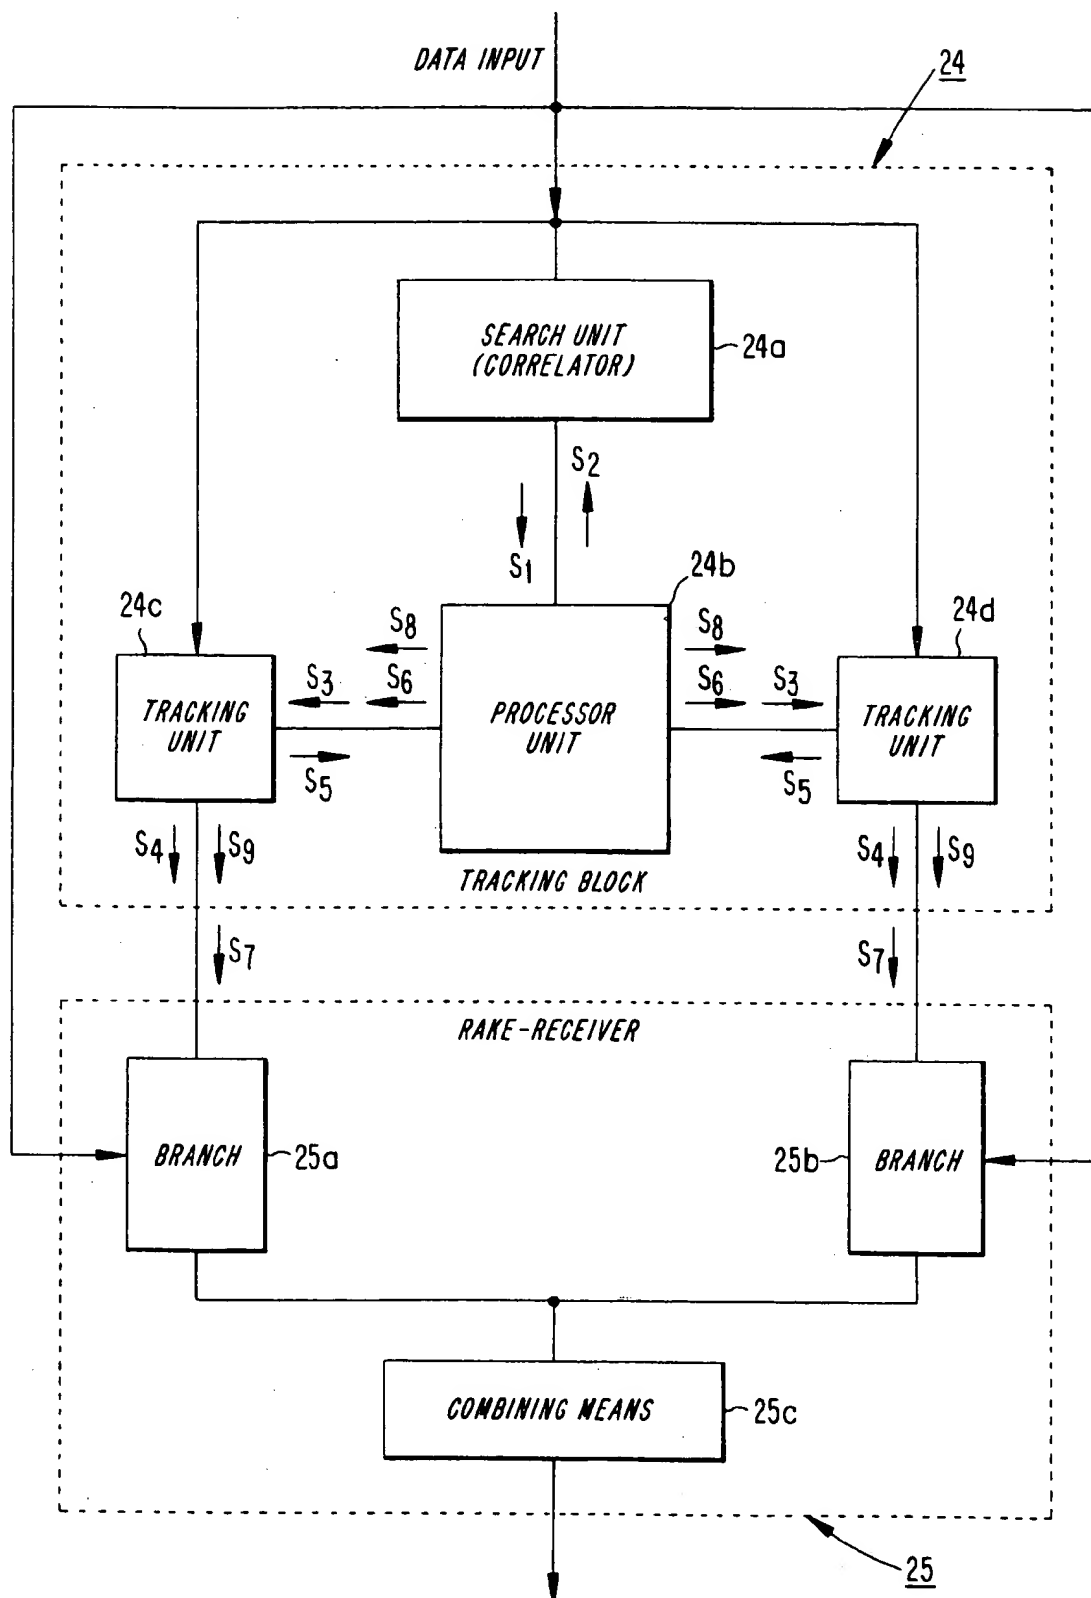 DATA INPUT
24
SEARCH UNIT
(CORRELATOR)
24a
S2
S1
24b
24c
24d
S8
S8
S3
S6
S6
S3
TRACKING
UNIT
PROCESSOR
UNIT
TRACKING
UNIT
S5
S5
S4
S9
S4
S9
TRACKING BLOCK
S7
S7
RAKE-RECEIVER
BRANCH
25a
25b
BRANCH
COMBINING MEANS
25c
25